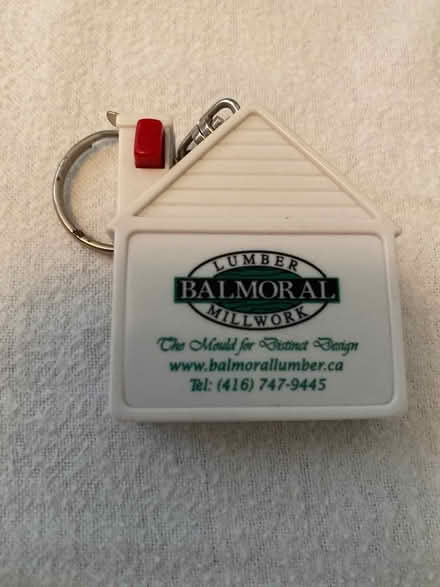 LUMBER
BALMORAL
MILLWORK
The Mould for Distinct Design
www.balmorallumber.ca
Tel: (416) 747-9445